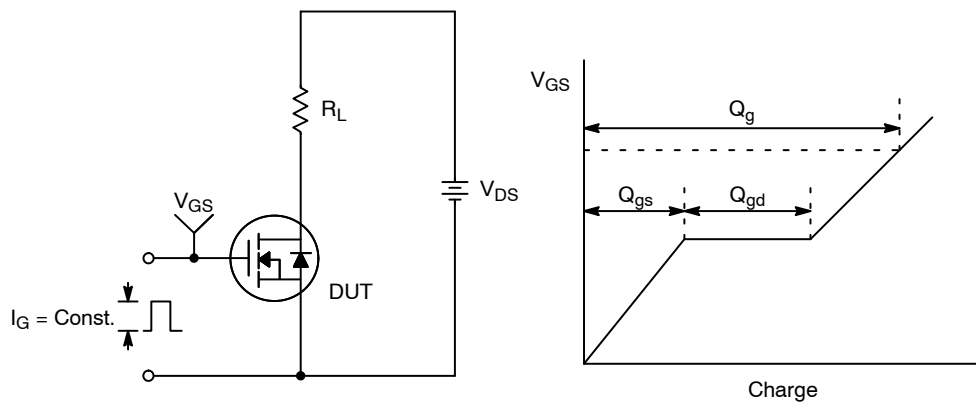 R_L
V_GS
V_DS
DUT
I_G = Const.
V_GS
Q_g
Q_gs
Q_gd
Charge